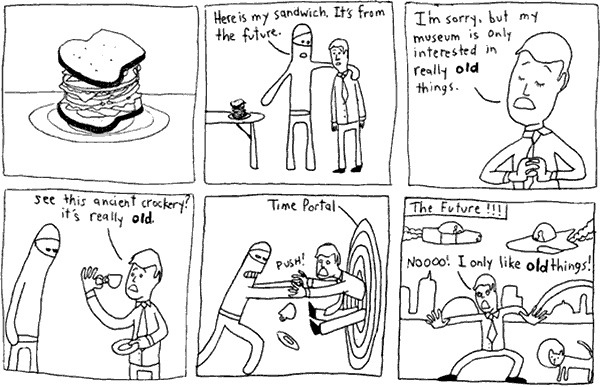 Here is my sandwich. It's from
the future.
I'm sorry, but my
museum is only
interested in
really old
things.
see this ancient crockery?
it's really old.
Time Portal
PUSH!
The Future!!!
NOOOO! I only like old things!